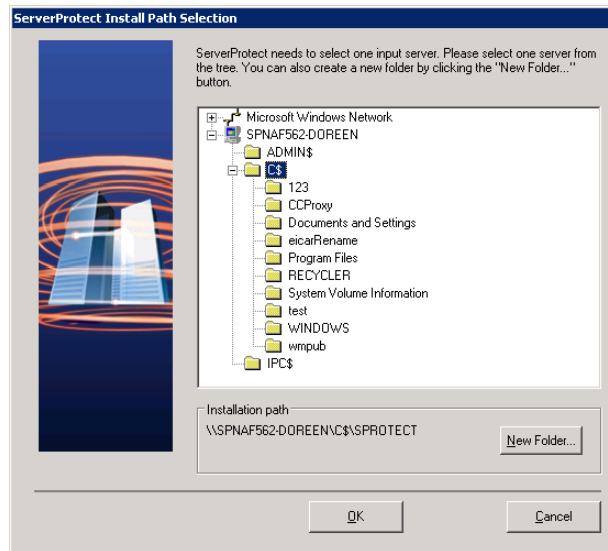 ServerProtect Install Path Selection
ServerProtect needs to select one input server. Please select one server from
the tree. You can also create a new folder by clicking the "New Folder..."
button.
Microsoft Windows Network
SPNAF562-DOREEN
ADMIN$
C$
123
CCProxy
Documents and Settings
eicarRename
Program Files
RECYCLER
System Volume Information
test
WINDOWS
wmpub
IPC$
Installation path
\\SPNAF562-DOREEN\C$\SPROTECT
New Folder...
OK
Cancel